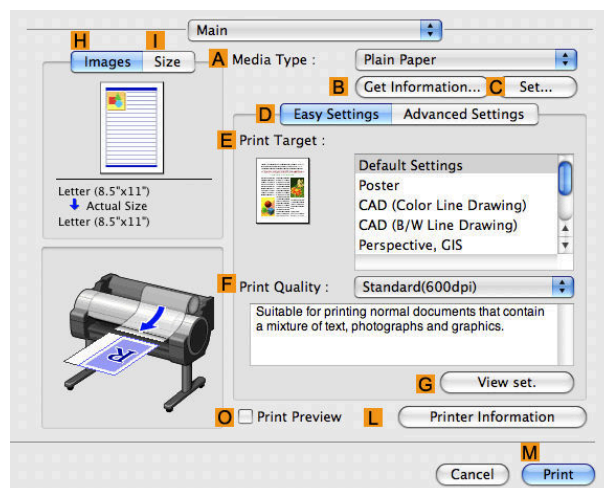 Main
H
I
Images
Size
A
Media Type :
Plain Paper
B
Get Information...
C
Set...
D
Easy Settings
Advanced Settings
E
Print Target :
Default Settings
Poster
CAD (Color Line Drawing)
CAD (B/W Line Drawing)
Perspective, GIS
Letter (8.5"x11")
Actual Size
Letter (8.5"x11")
F
Print Quality :
Standard(600dpi)
Suitable for printing normal documents that contain
a mixture of text, photographs and graphics.
R
G
View set.
O
Print Preview
L
Printer Information
M
Cancel
Print